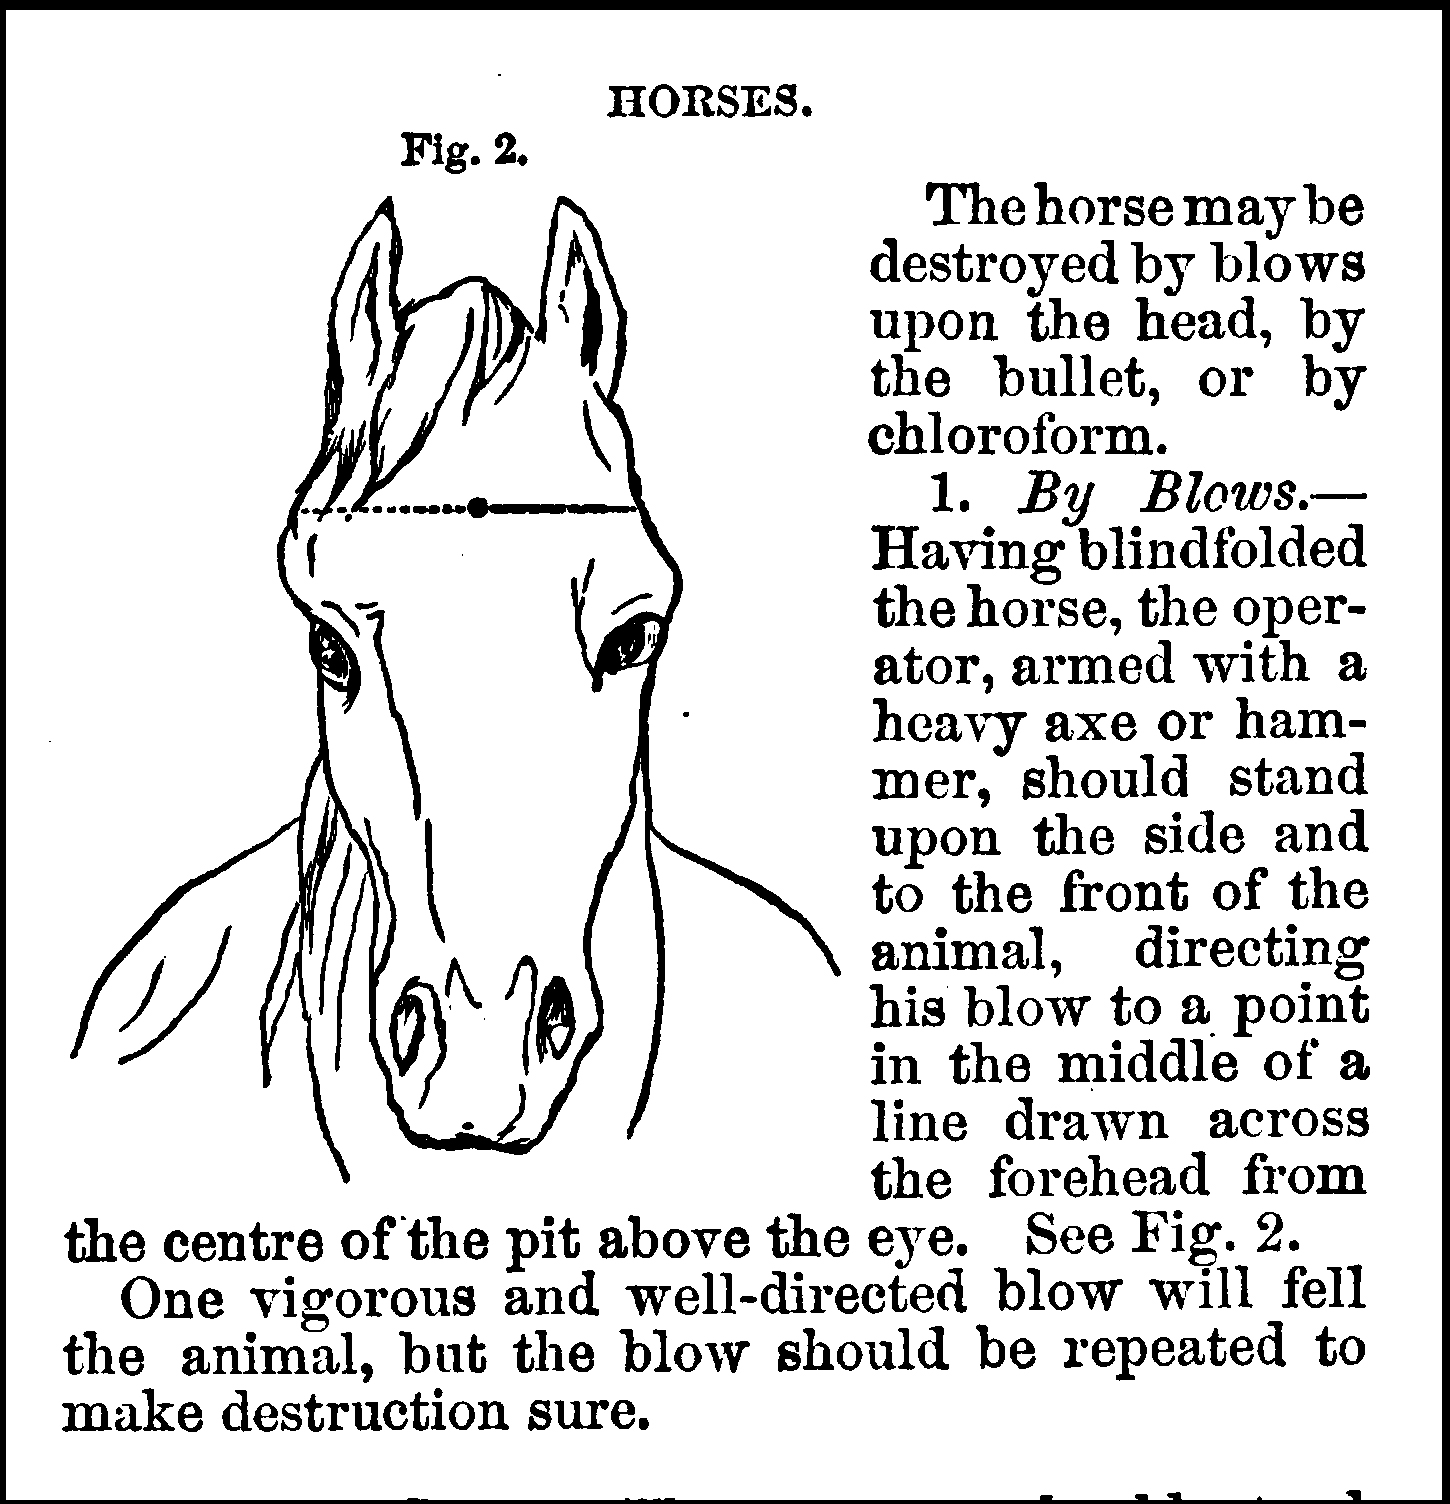 HORSES.
Fig. 2.
The horse may be
destroyed by blows
upon the head, by
the bullet, or by
chloroform.
1. By Blows.—
Having blindfolded
the horse, the oper-
ator, armed with a
heavy axe or ham-
mer, should stand
upon the side and
to the front of the
animal, directing
his blow to a point
in the middle of a
line drawn across
the forehead from
the centre of the pit above the eye. See Fig. 2.
One vigorous and well-directed blow will fell
the animal, but the blow should be repeated to
make destruction sure.